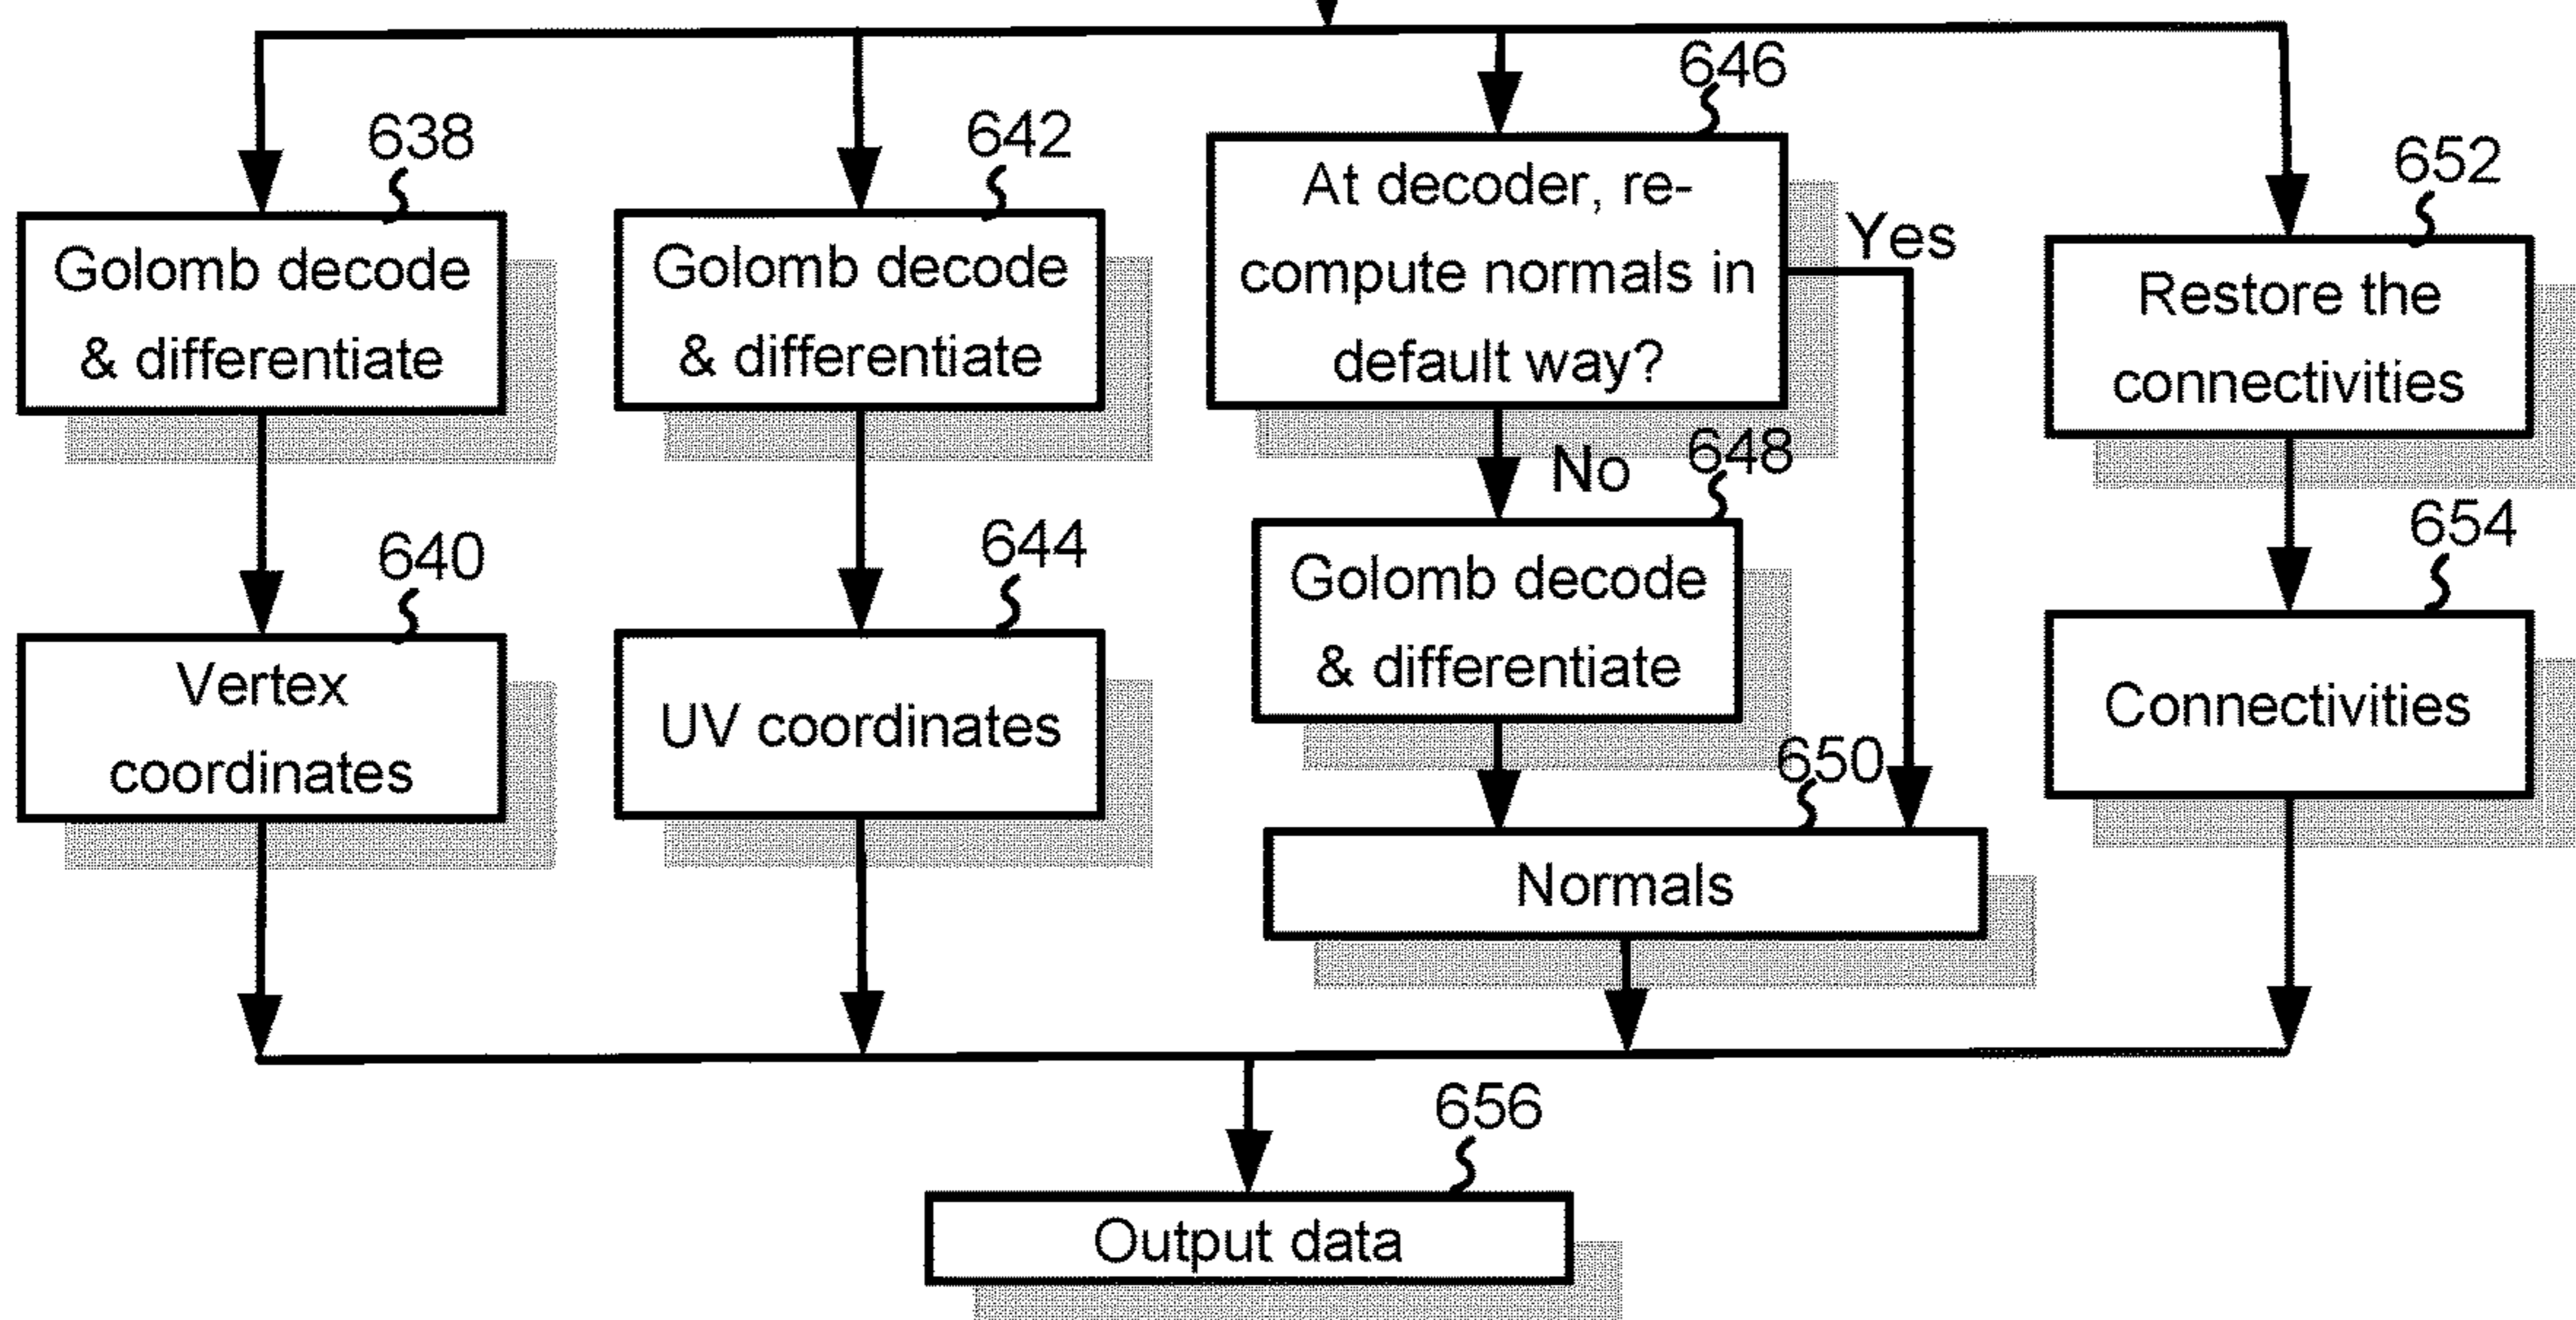 638
Golomb decode
& differentiate
640
Vertex
coordinates
642
Golomb decode
& differentiate
644
UV coordinates
646
At decoder, re-
compute normals in
default way?
Yes
No
648
Golomb decode
& differentiate
650
Normals
652
Restore the
connectivities
654
Connectivities
656
Output data